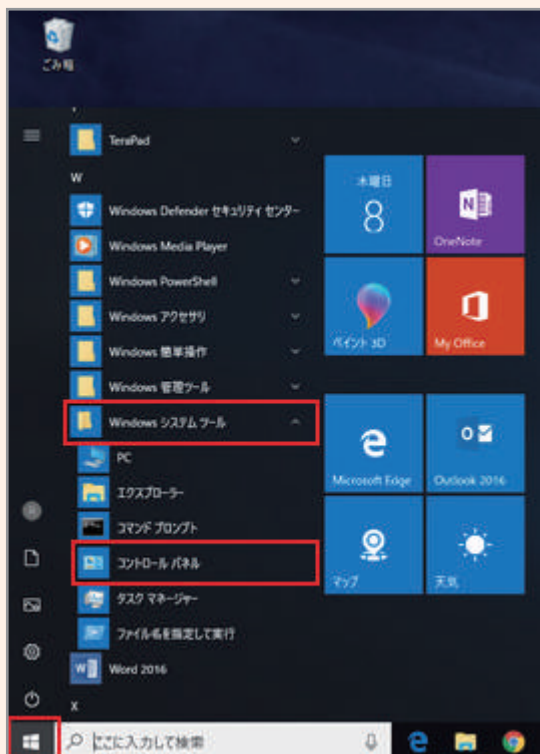 ごみ箱
TeraPad
W
Windows Defender セキュリティ センター
Windows Media Player
Windows PowerShell
Windows アクセサリ
Windows 簡単操作
Windows 管理ツール
Windows システム ツール
PC
エクスプローラー
コマンド プロンプト
コントロール パネル
タスク マネージャー
ファイル名を指定して実行
Word 2016
X
水曜日
8
OneNote
ペイント 3D
My Office
Microsoft Edge
Outlook 2016
マップ
天気
ここに入力して検索